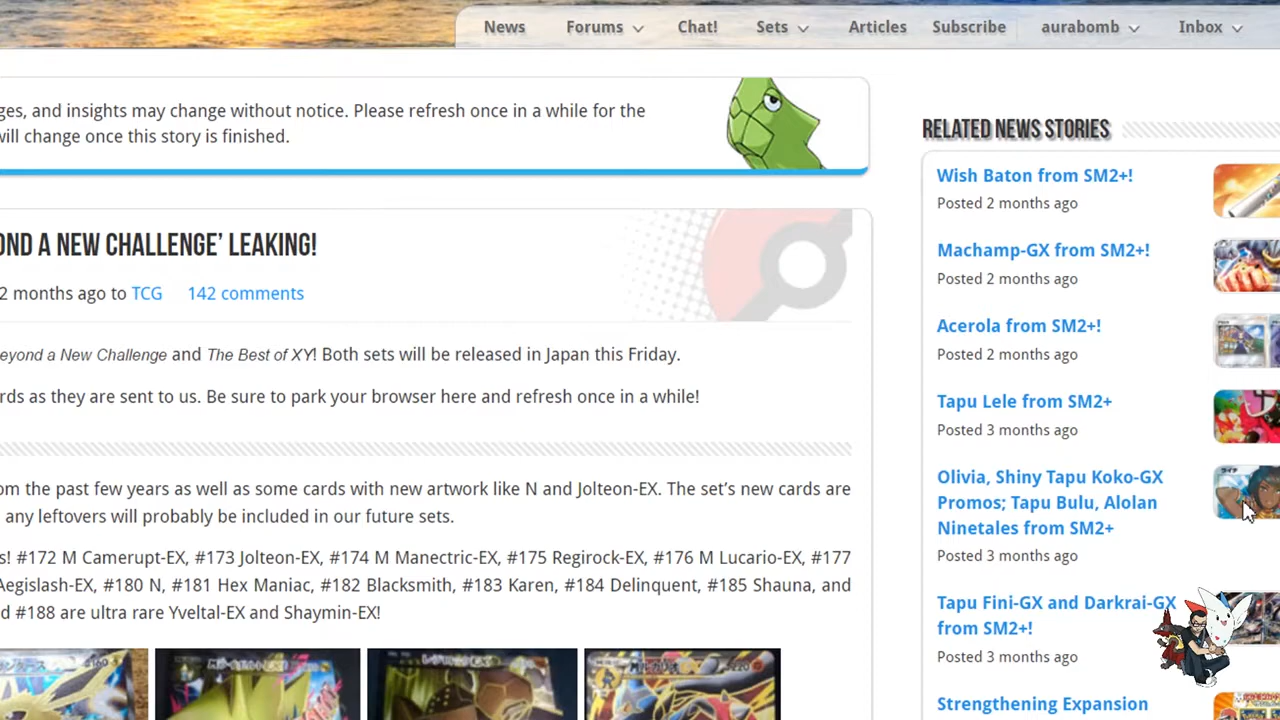 News Forums Chat! Sets Articles Subscribe aurabomb Inbox
ges, and insights may change without notice. Please refresh once in a while for the
will change once this story is finished.
OND A NEW CHALLENGE’ LEAKING!
2 months ago to TCG 142 comments
eyond a New Challenge and The Best of XY! Both sets will be released in Japan this Friday.
rds as they are sent to us. Be sure to park your browser here and refresh once in a while!
om the past few years as well as some cards with new artwork like N and Jolteon-EX. The set’s new cards are
any leftovers will probably be included in our future sets.
s! #172 M Camerupt-EX, #173 Jolteon-EX, #174 M Manectric-EX, #175 Regirock-EX, #176 M Lucario-EX, #177
Aegislash-EX, #180 N, #181 Hex Maniac, #182 Blacksmith, #183 Karen, #184 Delinquent, #185 Shauna, and
d #188 are ultra rare Yveltal-EX and Shaymin-EX!
RELATED NEWS STORIES
Wish Baton from SM2+!
Posted 2 months ago
Machamp-GX from SM2+!
Posted 2 months ago
Acerola from SM2+!
Posted 2 months ago
Tapu Lele from SM2+
Posted 3 months ago
Olivia, Shiny Tapu Koko-GX
Promos; Tapu Bulu, Alolan
Ninetales from SM2+
Posted 3 months ago
Tapu Fini-GX and Darkrai-GX
from SM2+!
Posted 3 months ago
Strengthening Expansion